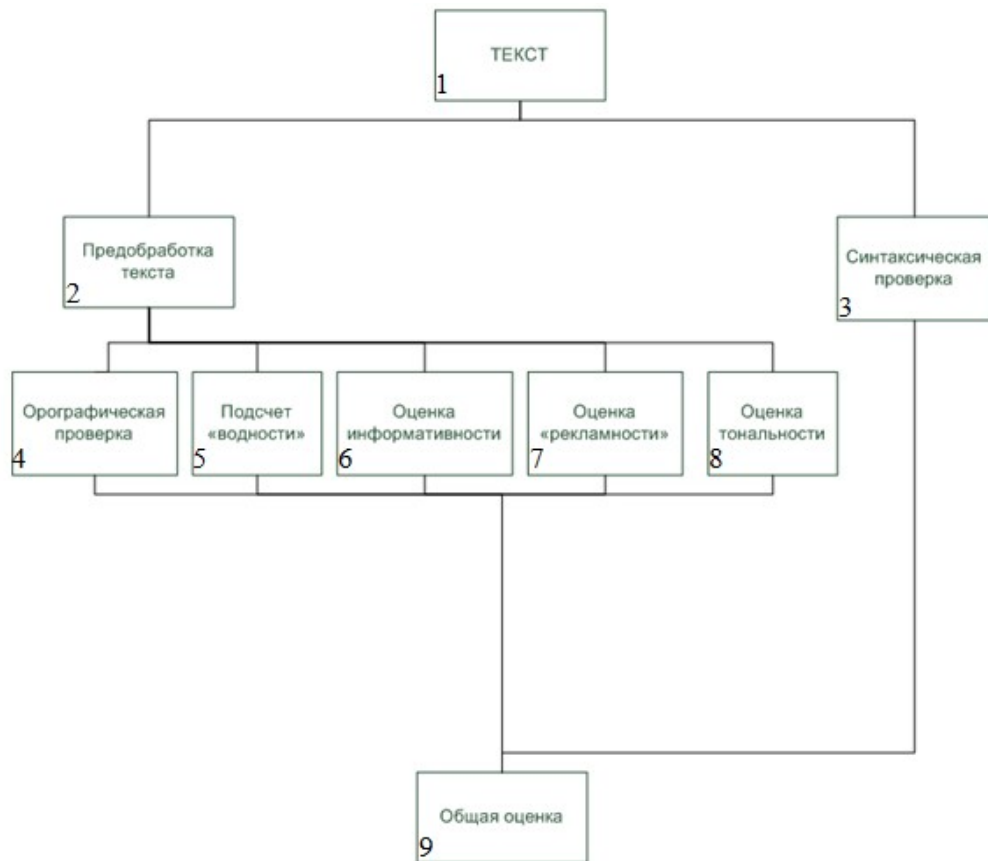 ТЕКСТ
1
Предобработка
текста
2
Синтаксическая
проверка
3
Орографическая
проверка
4
Подсчет
«водности»
5
Оценка
информативности
6
Оценка
«рекламности»
7
Оценка
тональности
8
Общая оценка
9